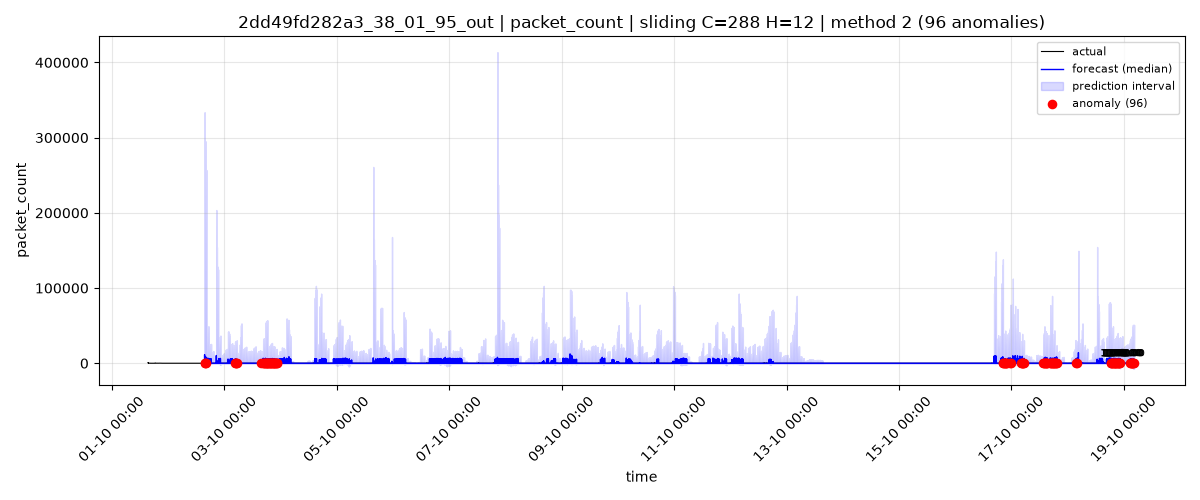 2dd49fd282a3_38_01_95_out | packet_count | sliding C=288 H=12 | method 2 (96 anomalies)
actual
forecast (median)
prediction interval
anomaly (96)
packet_count
400000
300000
200000
100000
0
01-10 00:00
03-10 00:00
05-10 00:00
07-10 00:00
09-10 00:00
11-10 00:00
13-10 00:00
15-10 00:00
17-10 00:00
19-10 00:00
time